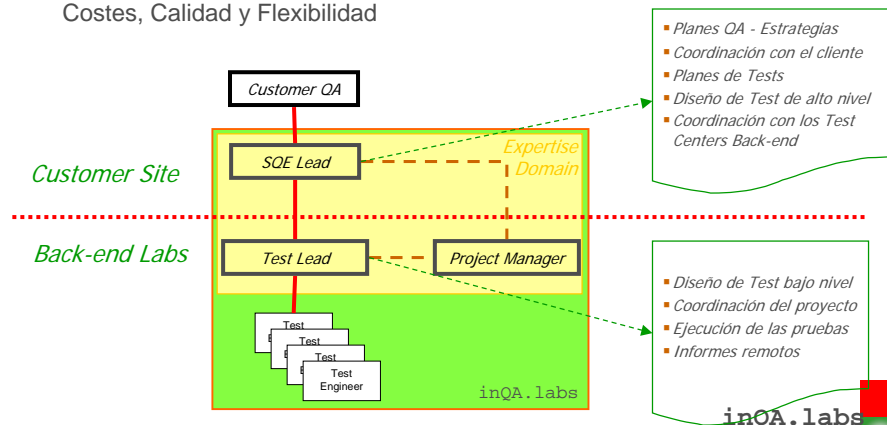 Costes, Calidad y Flexibilidad
Customer QA
SQE Lead
Expertise
Domain
Customer Site
Planes QA - Estrategias
Coordinación con el cliente
Planes de Tests
Diseño de Test de alto nivel
Coordinación con los Test
Centers Back-end
Back-end Labs
Test Lead
Project Manager
Diseño de Test bajo nivel
Coordinación del proyecto
Ejecución de las pruebas
Informes remotos
Test
E
Test
E
Test
E
Test
Engineer
inQA.labs
inQA.labs